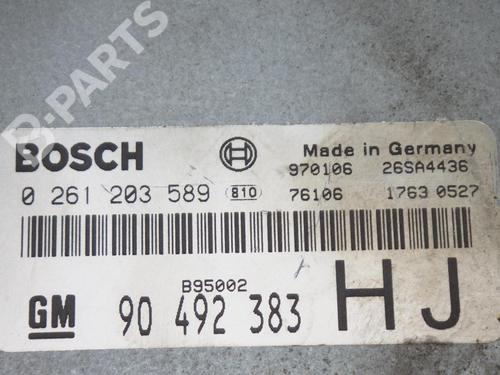 B-PARTS
BOSCH
Made in Germany
970106 26SA4436
0 261 203 589 810 76106 1763 0527
B95002
GM 90 492 383 HJ